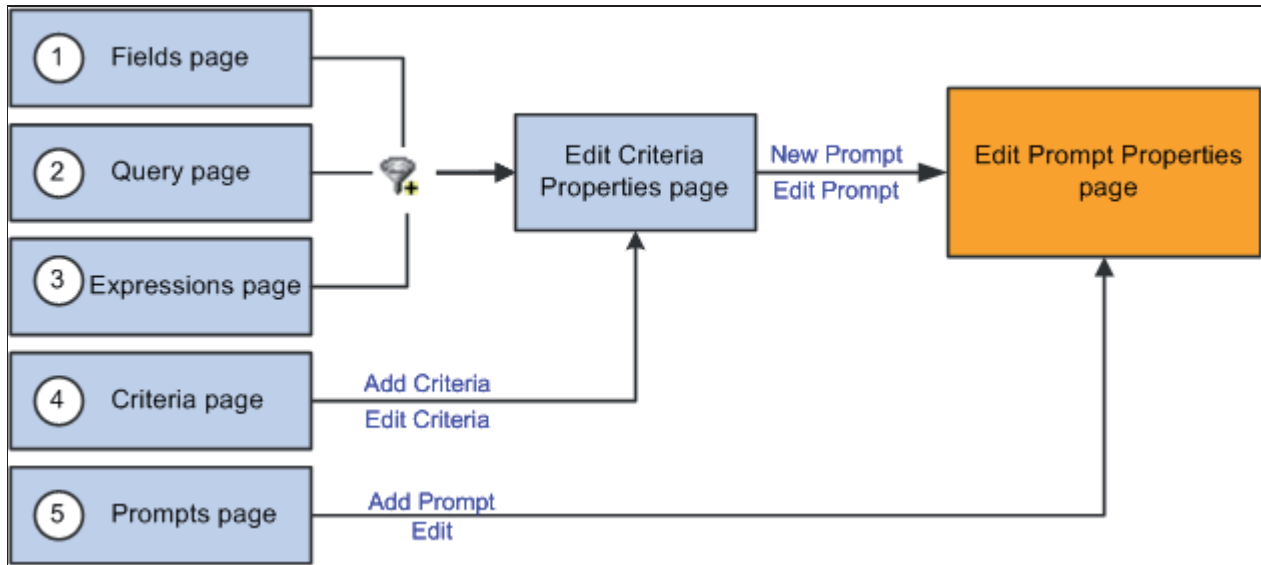 1 Fields page
2 Query page
3 Expressions page
4 Criteria page
5 Prompts page
Edit Criteria
Properties page
New Prompt
Edit Prompt
Edit Prompt Properties
page
Add Criteria
Edit Criteria
Add Prompt
Edit